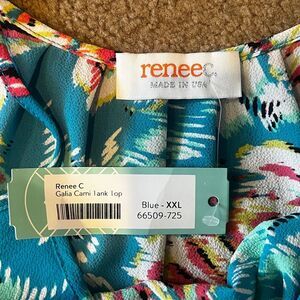 reneec.
MADE IN USA
Renee C
Galia Cami Tank Top
Blue - XXL
66509-725